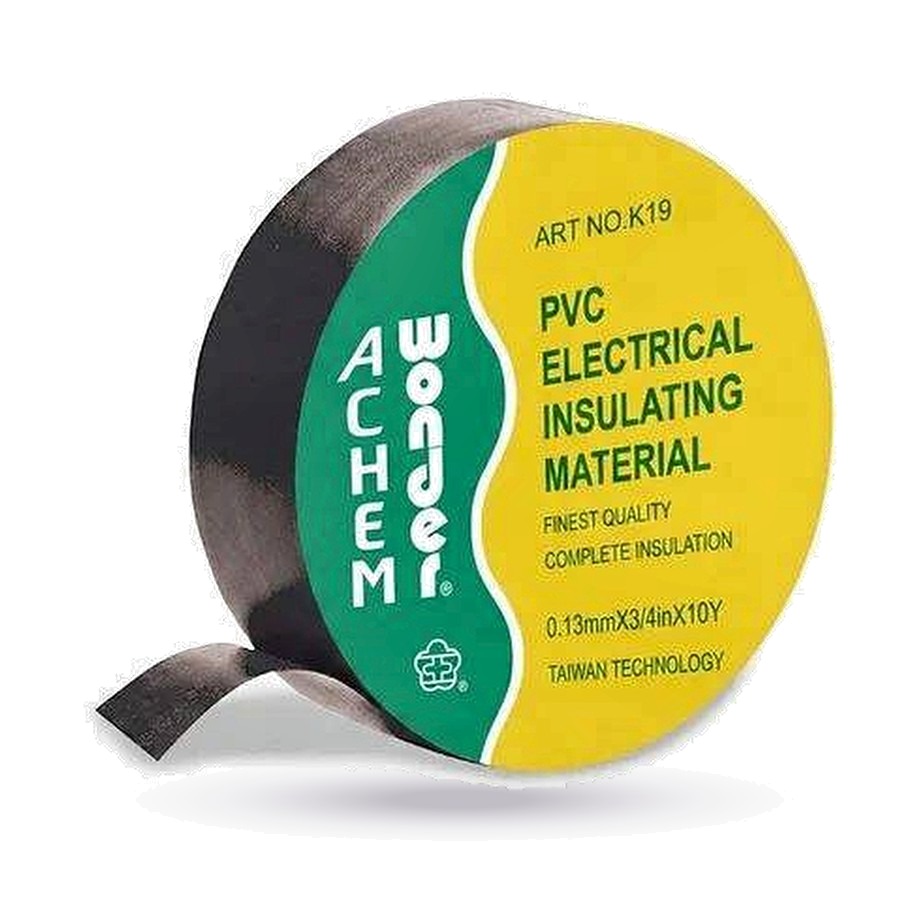 ACHEM
wonder®
®
ART NO.K19
PVC
ELECTRICAL
INSULATING
MATERIAL
FINEST QUALITY
COMPLETE INSULATION
0.13mmX3/4inX10Y
TAIWAN TECHNOLOGY